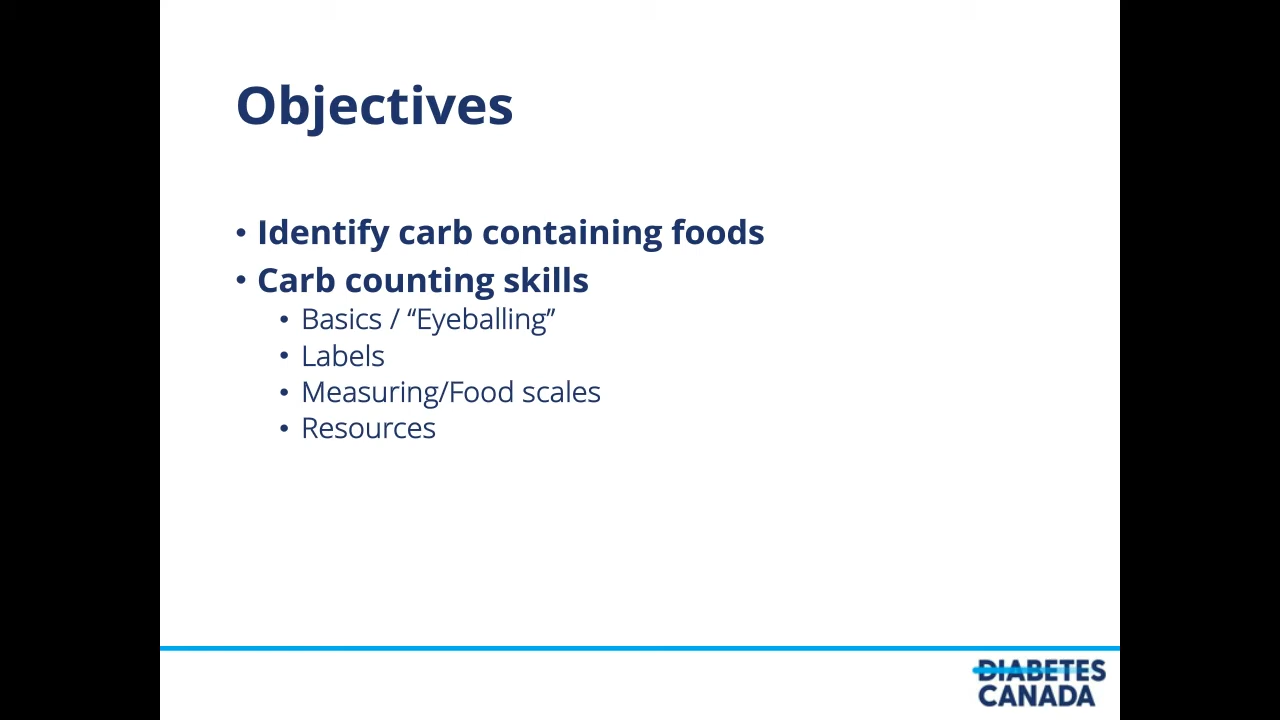 Objectives
• Identify carb containing foods
• Carb counting skills
• Basics / “Eyeballing”
• Labels
• Measuring/Food scales
• Resources
DIABETES
CANADA